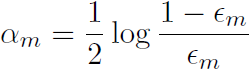 α_m = 1/2 log (1 − ϵ_m)/ϵ_m